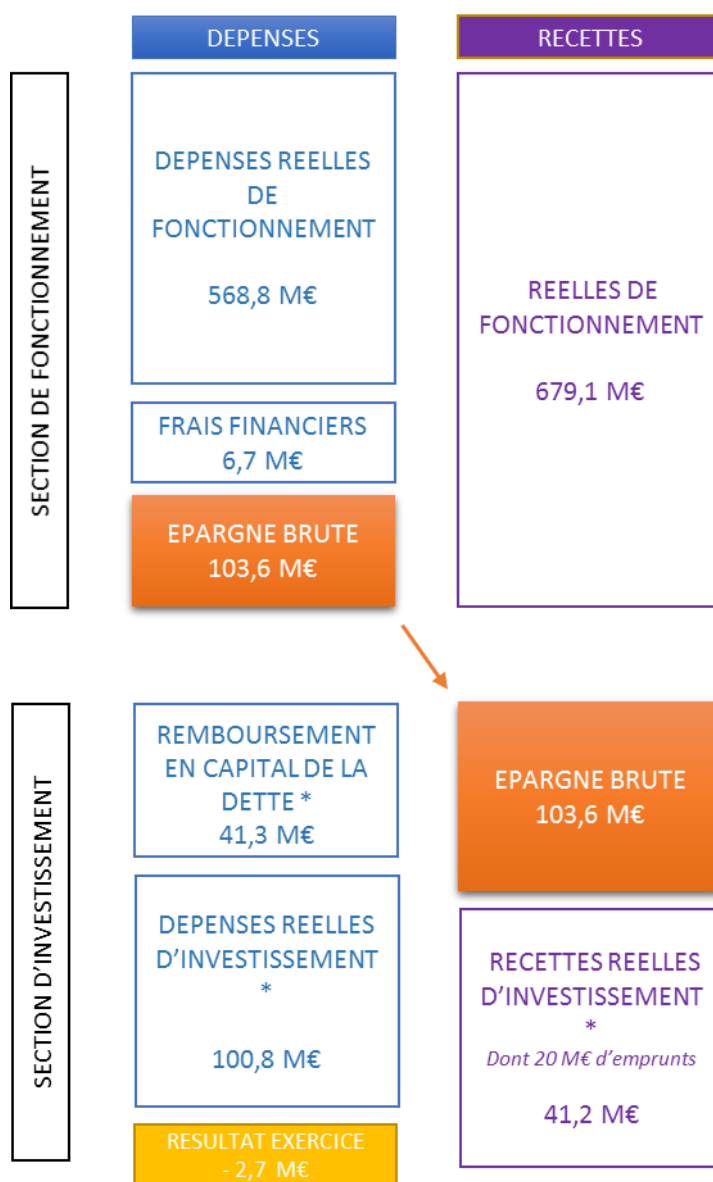 DEPENSES
RECETTES
SECTION DE FONCTIONNEMENT
DEPENSES REELLES
DE
FONCTIONNEMENT
568,8 M€
FRAIS FINANCIERS
6,7 M€
EPARGNE BRUTE
103,6 M€
REELLES DE
FONCTIONNEMENT
679,1 M€
SECTION D’INVESTISSEMENT
REMBOURSEMENT
EN CAPITAL DE LA
DETTE *
41,3 M€
DEPENSES REELLES
D’INVESTISSEMENT
*
100,8 M€
RESULTAT EXERCICE
- 2,7 M€
EPARGNE BRUTE
103,6 M€
RECETTES REELLES
D’INVESTISSEMENT
*
Dont 20 M€ d’emprunts
41,2 M€